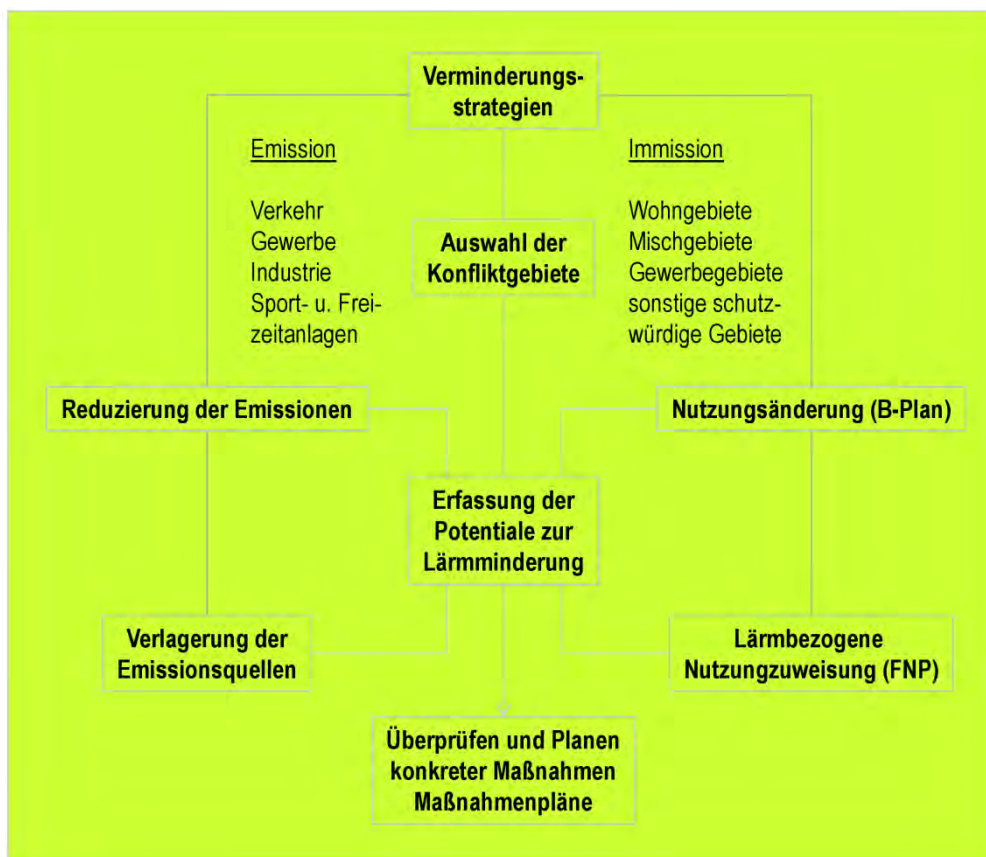 Verminderungs-
strategien
Emission
Verkehr
Gewerbe
Industrie
Sport- u. Frei-
zeitanlagen
Immission
Wohngebiete
Mischgebiete
Gewerbegebiete
sonstige schutz-
würdige Gebiete
Auswahl der
Konfliktgebiete
Reduzierung der Emissionen
Nutzungsänderung (B-Plan)
Erfassung der
Potentiale zur
Lärmminderung
Verlagerung der
Emissionsquellen
Lärmbezogene
Nutzungzuweisung (FNP)
Überprüfen und Planen
konkreter Maßnahmen
Maßnahmenpläne